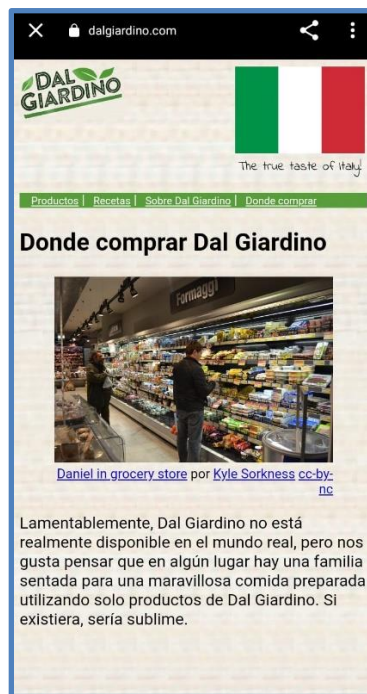 dalgiardino.com
DAL
GIARDINO
The true taste of Italy!
Productos | Recetas | Sobre Dal Giardino | Donde comprar
Donde comprar Dal Giardino
Formaggi
Daniel in grocery store por Kyle Sorkness cc-by-
nc
Lamentablemente, Dal Giardino no está
realmente disponible en el mundo real, pero nos
gusta pensar que en algún lugar hay una familia
sentada para una maravillosa comida preparada
utilizando solo productos de Dal Giardino. Si
existiera, sería sublime.